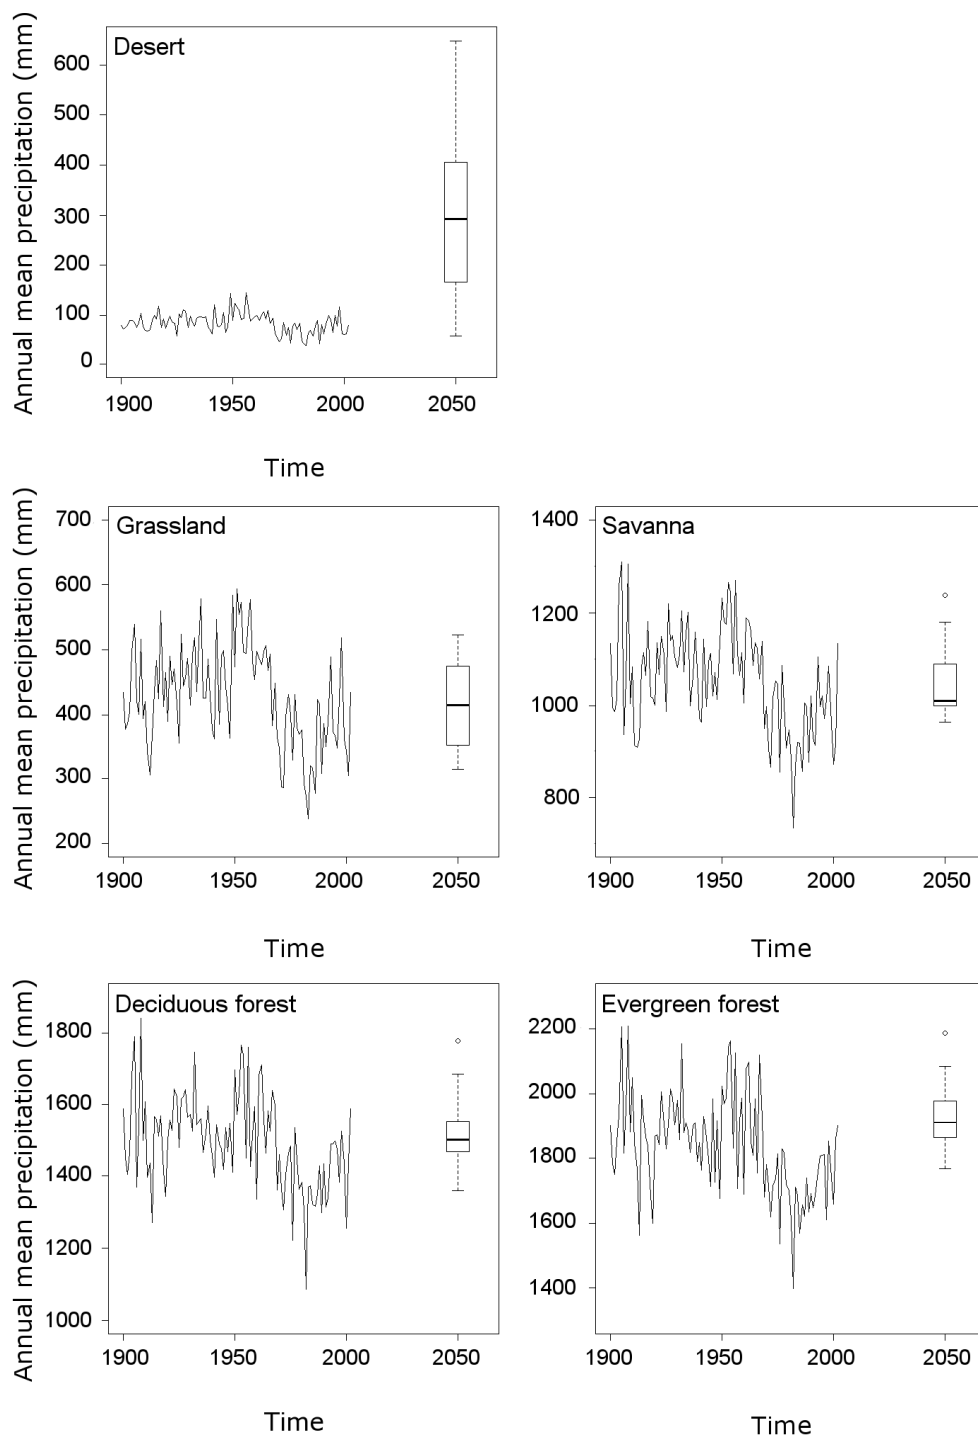 Desert
Annual mean precipitation (mm)
600
500
400
300
200
100
0
1900 1950 2000 2050
Time
Grassland
Annual mean precipitation (mm)
700
600
500
400
300
200
1900 1950 2000 2050
Time
Savanna
1400
1200
1000
800
1900 1950 2000 2050
Time
Deciduous forest
Annual mean precipitation (mm)
1800
1600
1400
1200
1000
1900 1950 2000 2050
Time
Evergreen forest
2200
2000
1800
1600
1400
1900 1950 2000 2050
Time